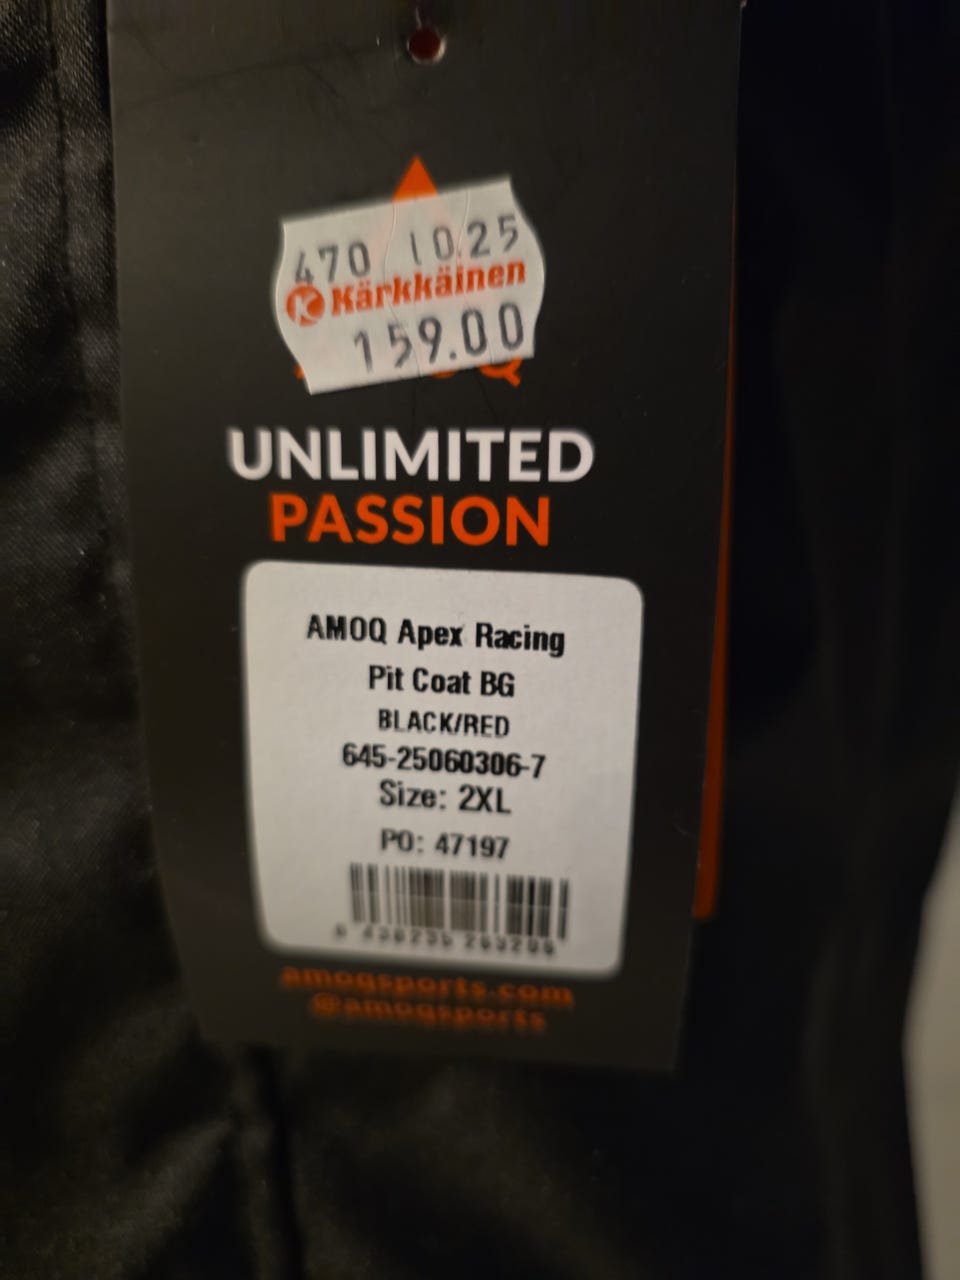 470 10.25
Kärkkäinen
159.00
UNLIMITED
PASSION
AMOQ Apex Racing
Pit Coat BG
BLACK/RED
645-25060306-7
Size: 2XL
PO: 47197
amoqsports.com
@amoqsports